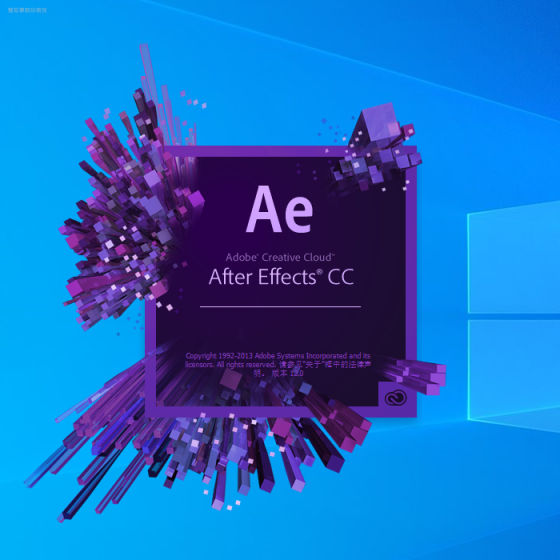 Ae
Adobe® Creative Cloud™
After Effects® CC
Copyright 1992-2013 Adobe Systems Incorporated and its
licensors. All rights reserved. 请参见“关于”框中的法律声
明。 版本 12.0